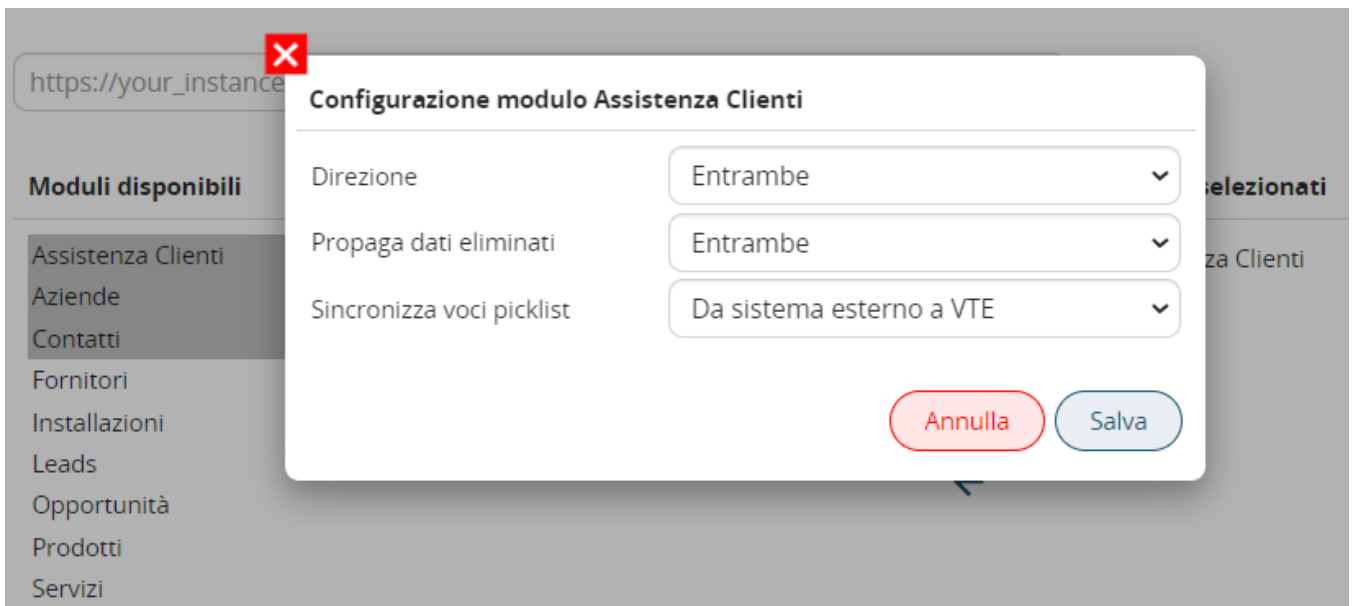 https://your_instance
Configurazione modulo Assistenza Clienti
Direzione
Entrambe
Propaga dati eliminati
Entrambe
Sincronizza voci picklist
Da sistema esterno a VTE
Annulla
Salva
Moduli disponibili
Assistenza Clienti
Aziende
Contatti
Fornitori
Installazioni
Leads
Opportunità
Prodotti
Servizi
selezionati
za Clienti